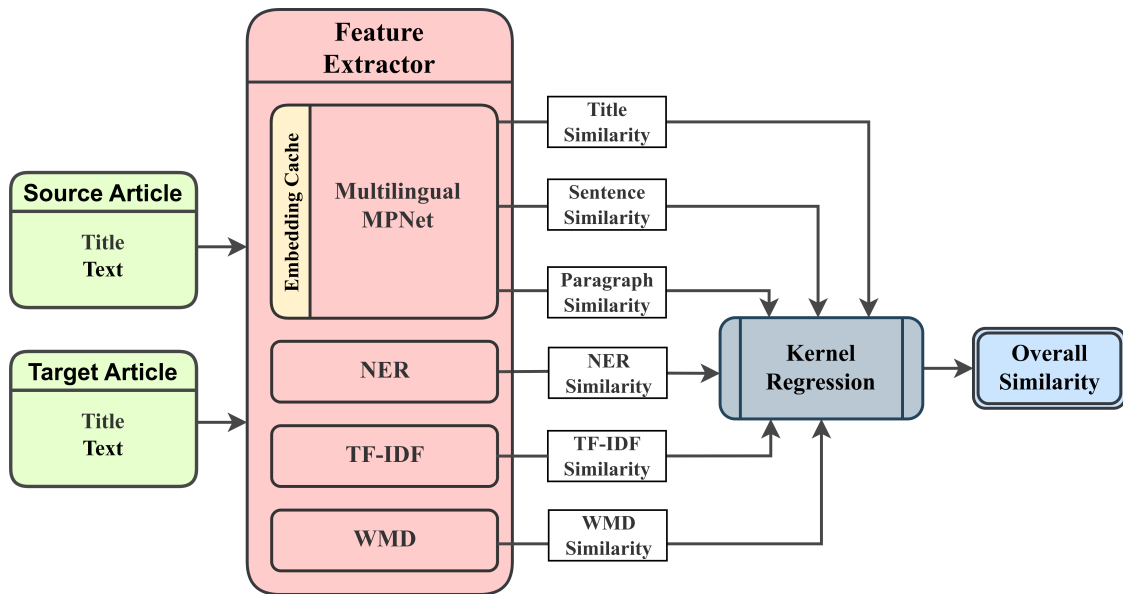 Source Article
Title
Text
Target Article
Title
Text
Feature
Extractor
Embedding Cache
Multilingual
MPNet
NER
TF-IDF
WMD
Title
Similarity
Sentence
Similarity
Paragraph
Similarity
NER
Similarity
TF-IDF
Similarity
WMD
Similarity
Kernel
Regression
Overall
Similarity